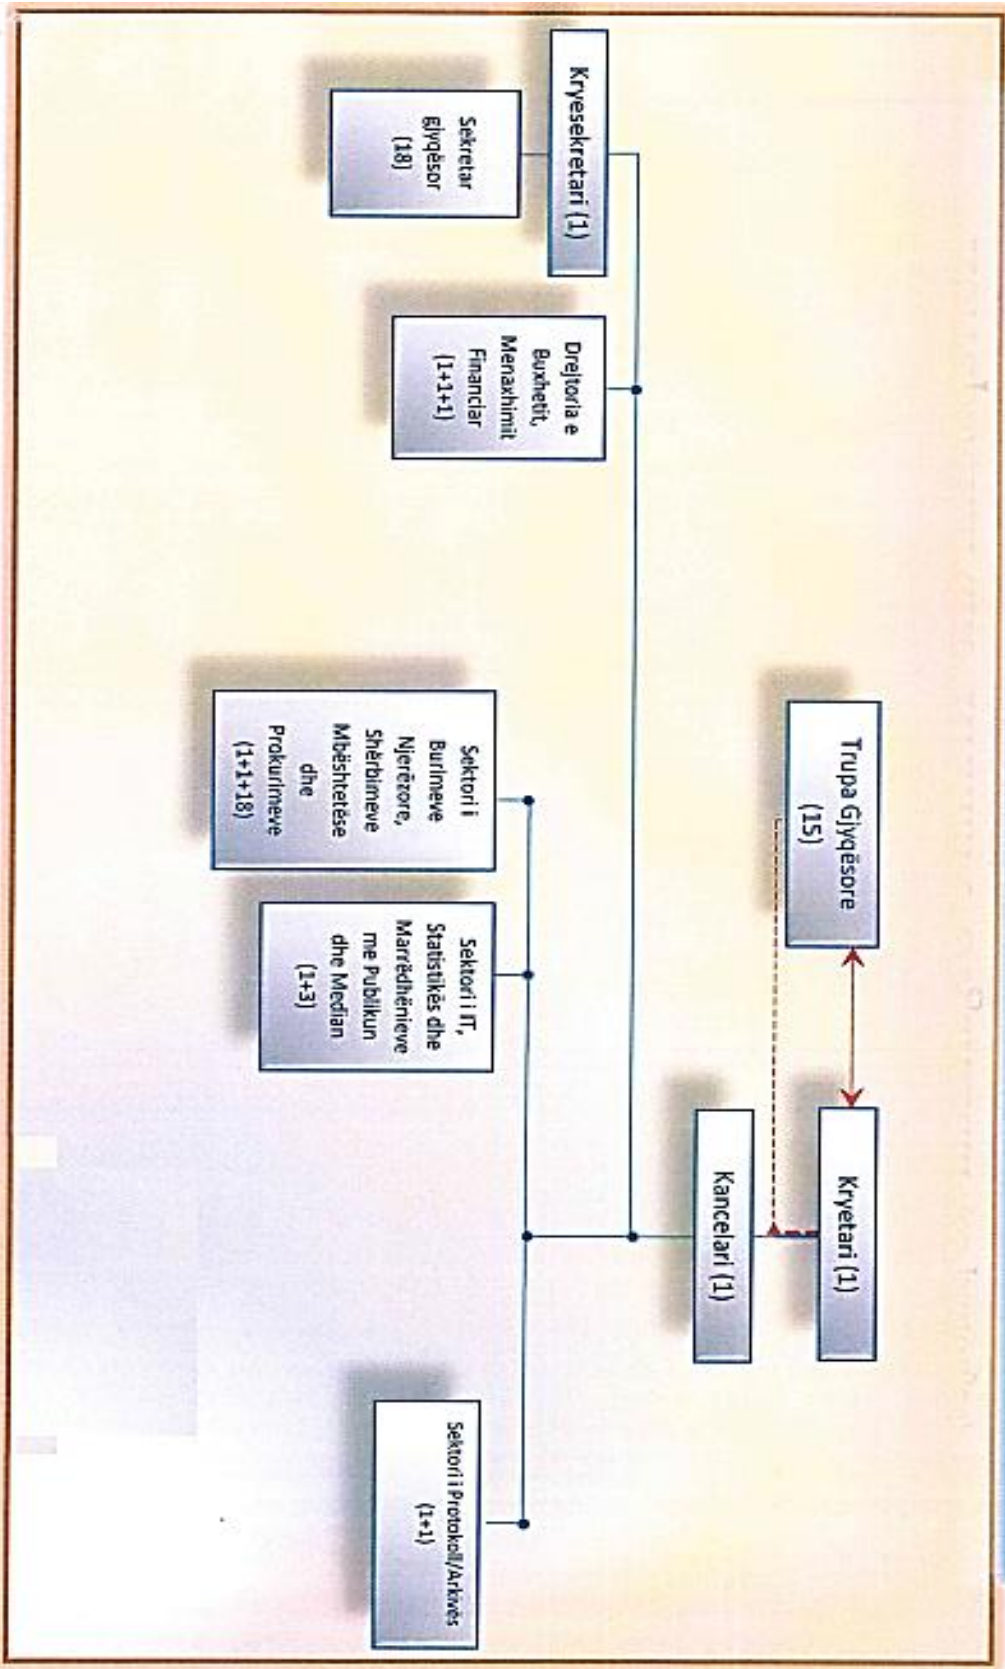 Trupa Gjyqësore
(15)
Kryetari (1)
Kancelari (1)
Kryesekretari (1)
Sekretar
gjyqësor
(18)
Drejtoria e
Buxhetit,
Menaxhimit
Financiar
(1+1+1)
Sektori i
Burimeve
Njerëzore,
Shërbimeve
Mbështetëse
dhe
Prokurimeve
(1+1+18)
Sektori i IT,
Statistikës dhe
Marrëdhënieve
me Publikun
dhe Median
(1+3)
Sektori i Protokoll/Arkivës
(1+1)